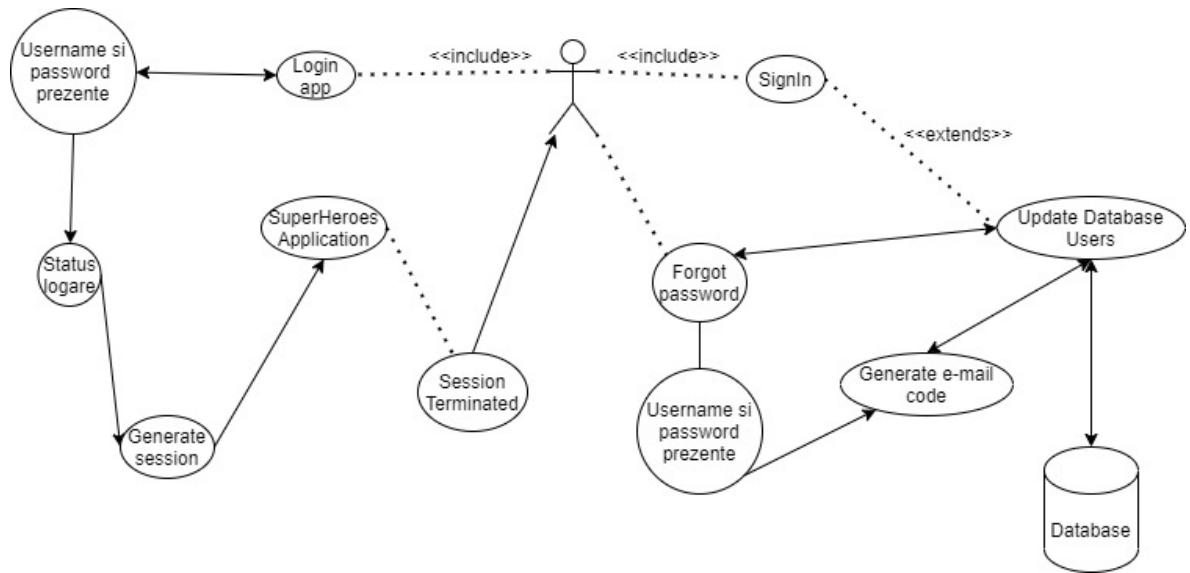 Username si
password
prezente
Login
app
<<include>>
<<include>>
SignIn
<<extends>>
SuperHeroes
Application
Update Database
Users
Status
logare
Forgot
password
Session
Terminated
Generate e-mail
code
Username si
password
prezente
Generate
session
Database